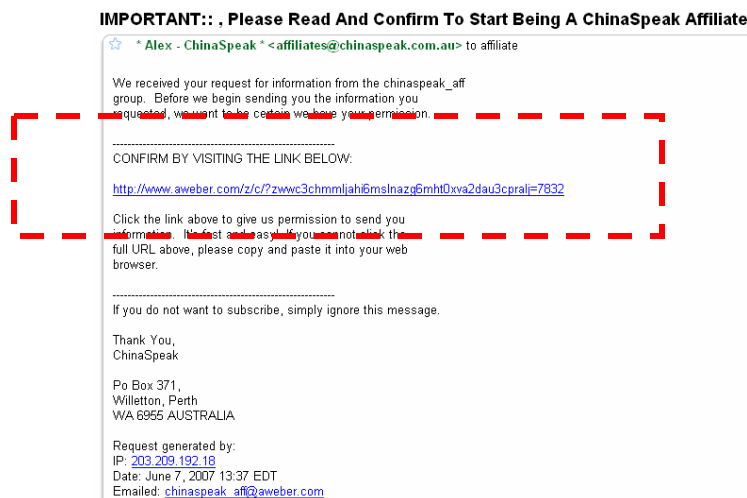 IMPORTANT:: , Please Read And Confirm To Start Being A ChinaSpeak Affiliate
* Alex - ChinaSpeak * <affiliates@chinaspeak.com.au> to affiliate
We received your request for information from the chinaspeak_aff
group. Before we begin sending you the information you
requested, we want to be certain we have your permission.
------------------------------------------------------------
CONFIRM BY VISITING THE LINK BELOW:
http://www.aweber.com/z/c/?zwwc3chmmljahi6mslnazg6mht0xva2dau3cpralj=7832
Click the link above to give us permission to send you
information. It's fast and easy! If you cannot click the
full URL above, please copy and paste it into your web
browser.
------------------------------------------------------------
If you do not want to subscribe, simply ignore this message.
Thank You,
ChinaSpeak
Po Box 371,
Willetton, Perth
WA 6955 AUSTRALIA
Request generated by:
IP: 203.209.192.18
Date: June 7, 2007 13:37 EDT
Emailed: chinaspeak_aff@aweber.com